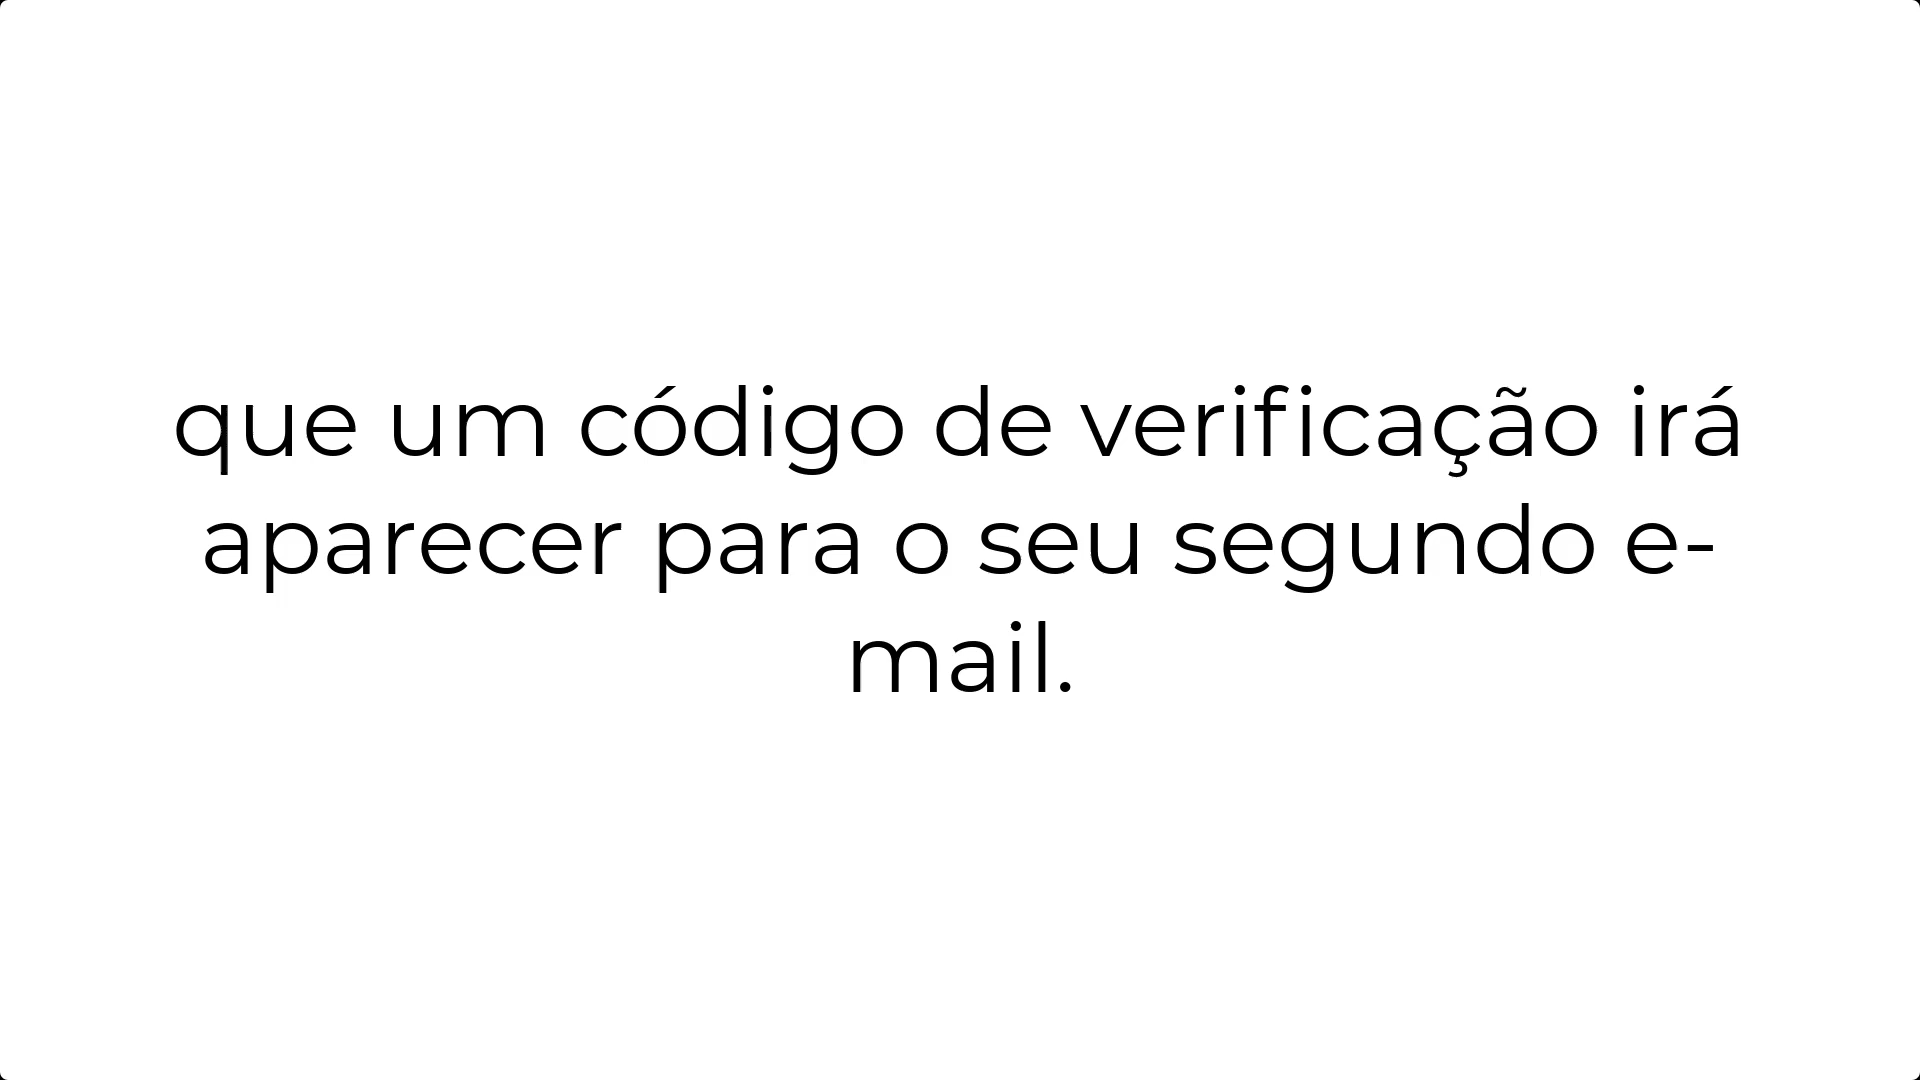 que um código de verificação irá
aparecer para o seu segundo e-
mail.